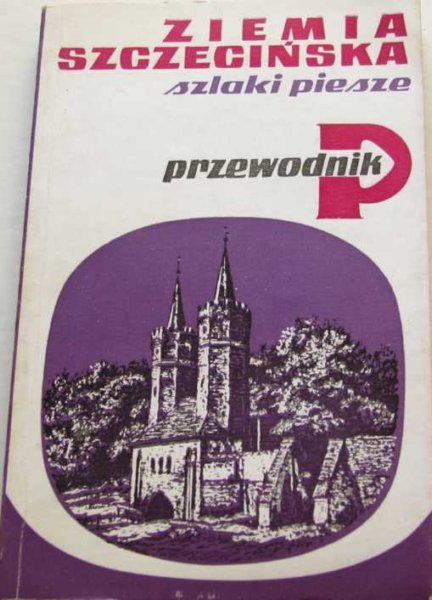 ZIEMIA
SZCZECIŃSKA
szlaki piesze
przewodnik
P